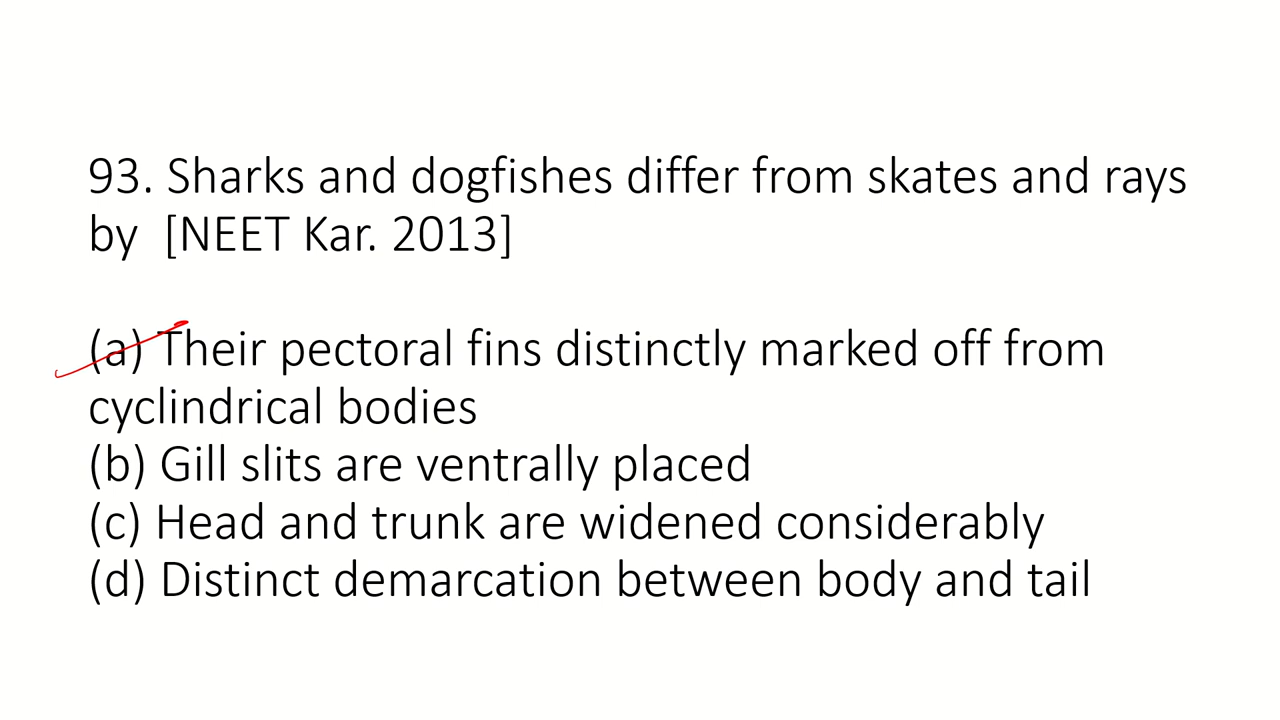 93. Sharks and dogfishes differ from skates and rays
by [NEET Kar. 2013]
(a) Their pectoral fins distinctly marked off from
cyclindrical bodies
(b) Gill slits are ventrally placed
(c) Head and trunk are widened considerably
(d) Distinct demarcation between body and tail